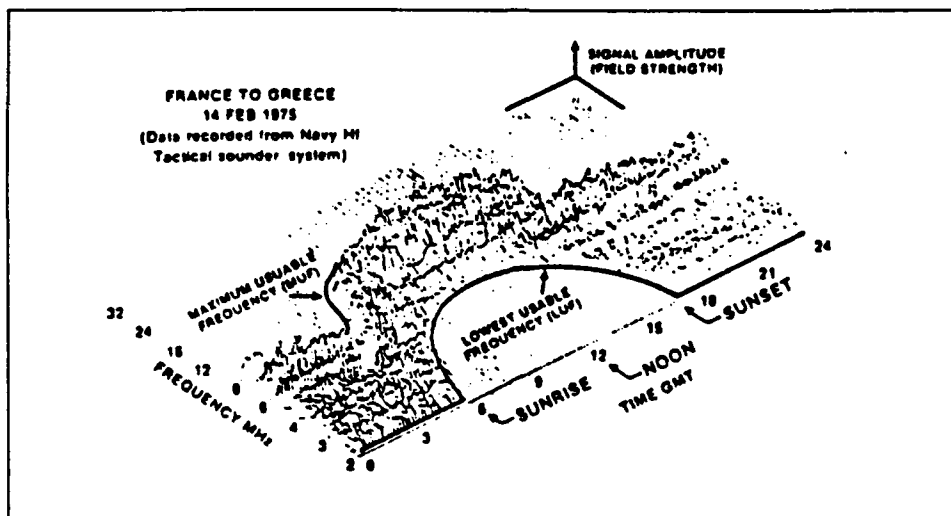 SIGNAL AMPLITUDE
(FIELD STRENGTH)
FRANCE TO GREECE
14 FEB 1975
(Data recorded from Navy Hf
Tactical sounder system)
MAXIMUM USUABLE
FREQUENCY (MUF)
LOWEST USABLE
FREQUENCY (LUF)
32
24
16
12
8
6
4
3
2
FREQUENCY MHz
0
3
6
9
12
15
18
21
24
SUNRISE
NOON
SUNSET
TIME GMT